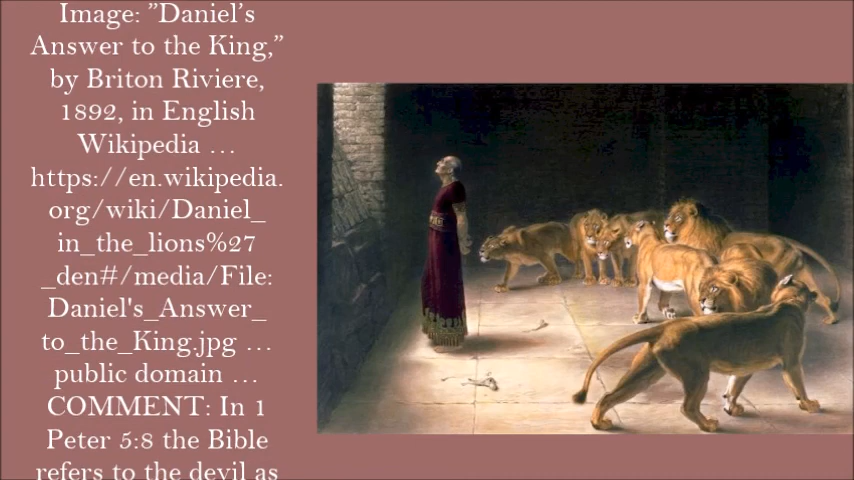 Image: ”Daniel’s
Answer to the King,”
by Briton Riviere,
1892, in English
Wikipedia …
https://en.wikipedia.
org/wiki/Daniel_
in_the_lions%27
_den#/media/File:
Daniel's_Answer_
to_the_King.jpg …
public domain …
COMMENT: In 1
Peter 5:8 the Bible
refers to the devil as